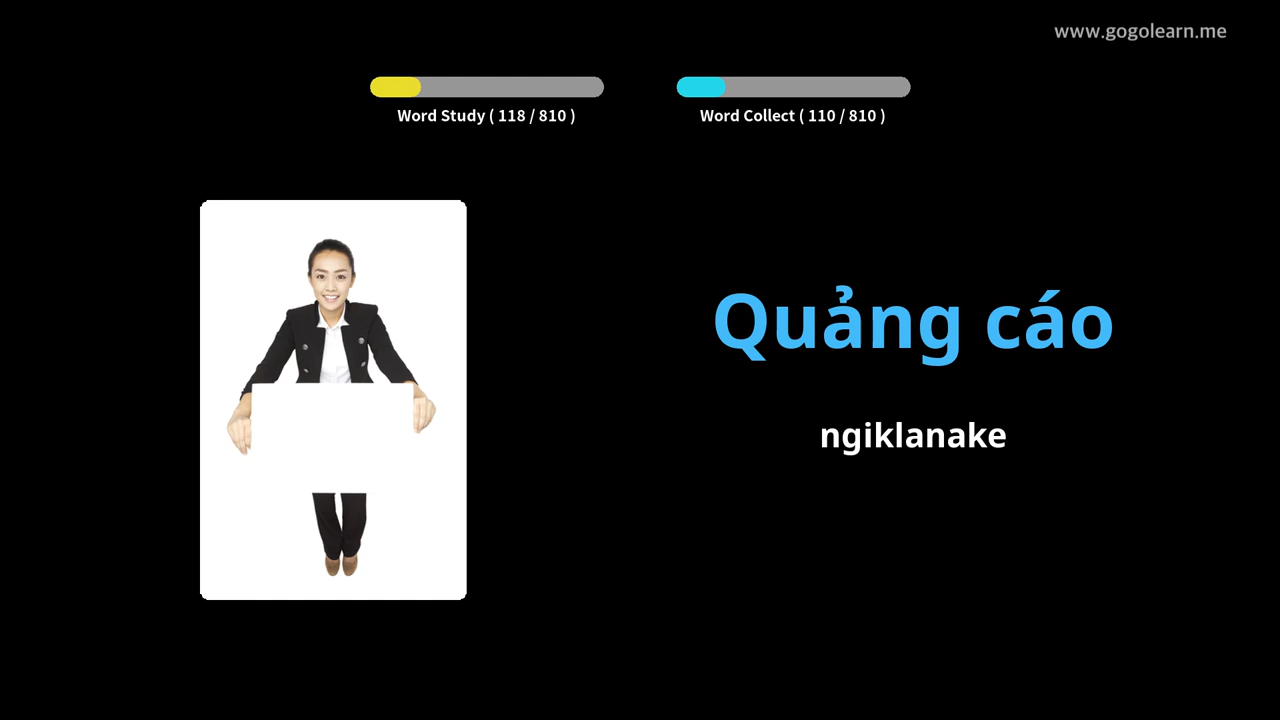 www.gogolearn.me
Word Study ( 118 / 810 )
Word Collect ( 110 / 810 )
Quảng cáo
ngiklanake